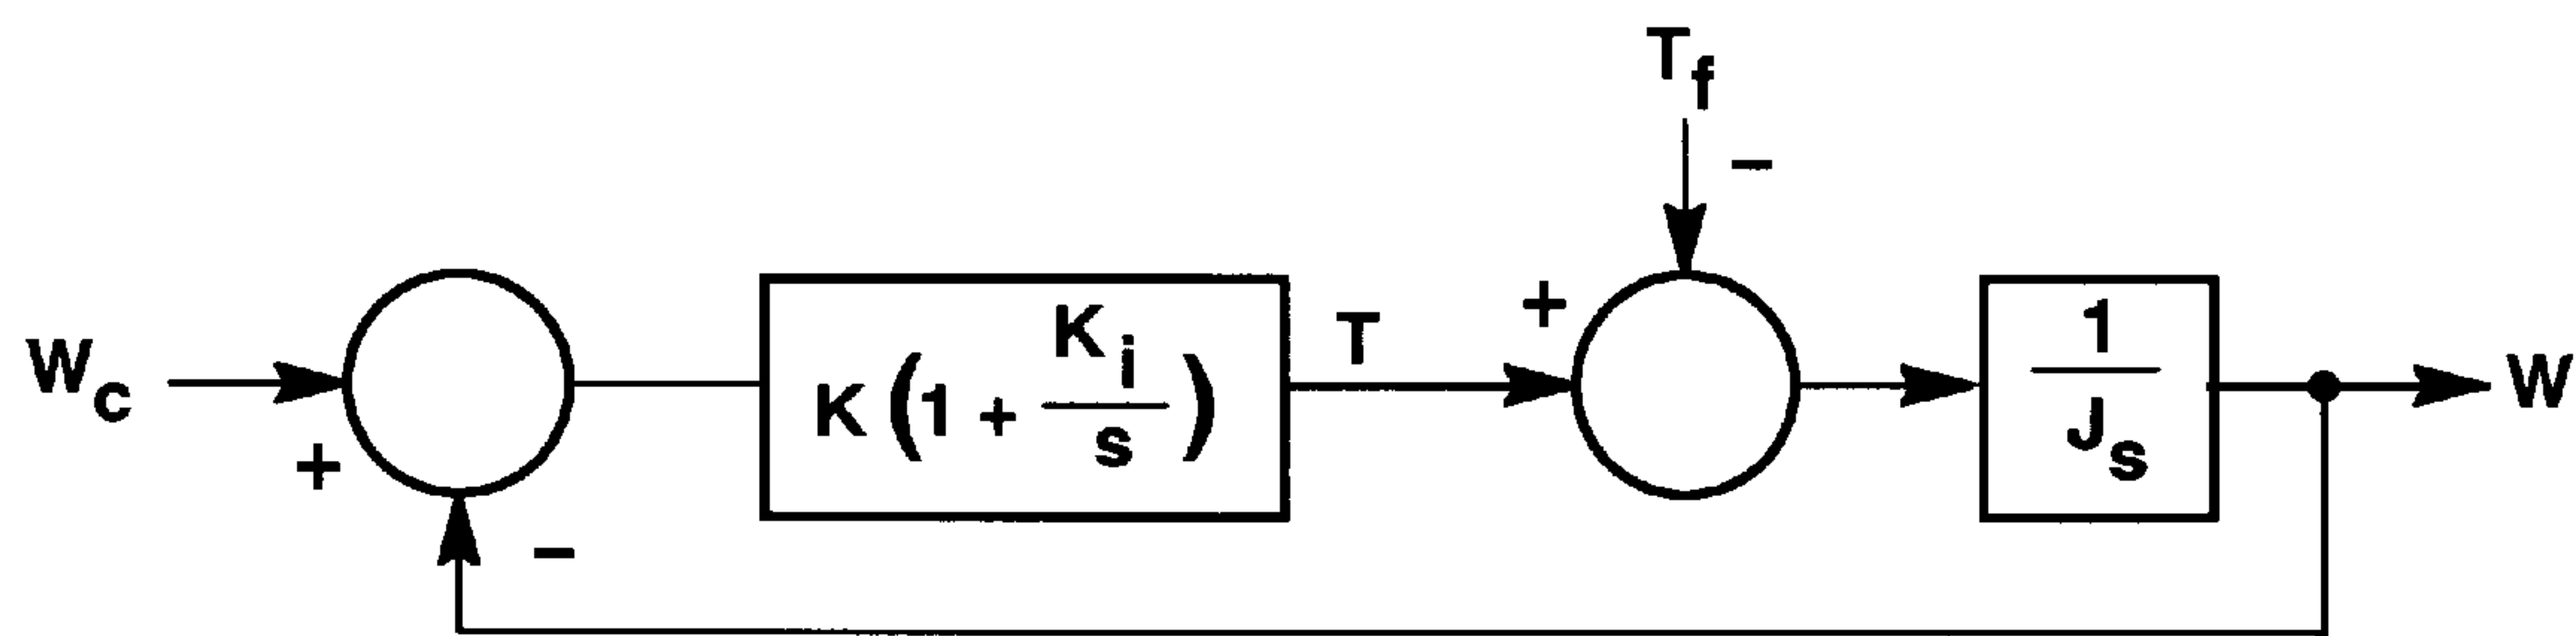 T_f
−
W_c
+
−
K(1 + K_i/s)
T
+
1/J_s
W